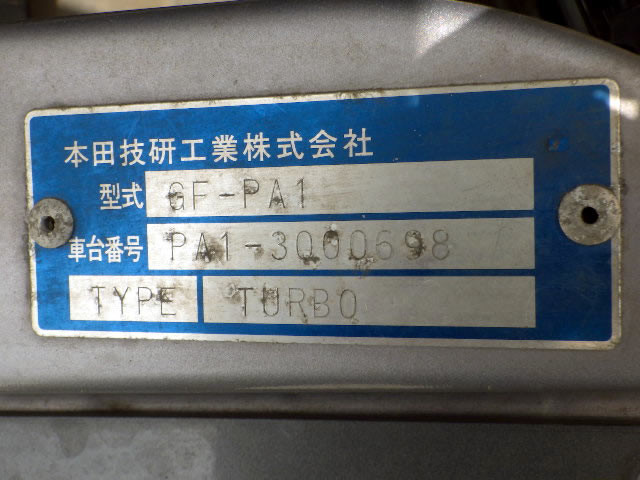 本田技研工業株式会社
型式 GF-PA1
車台番号 PA1-3000698
TYPE TURBO